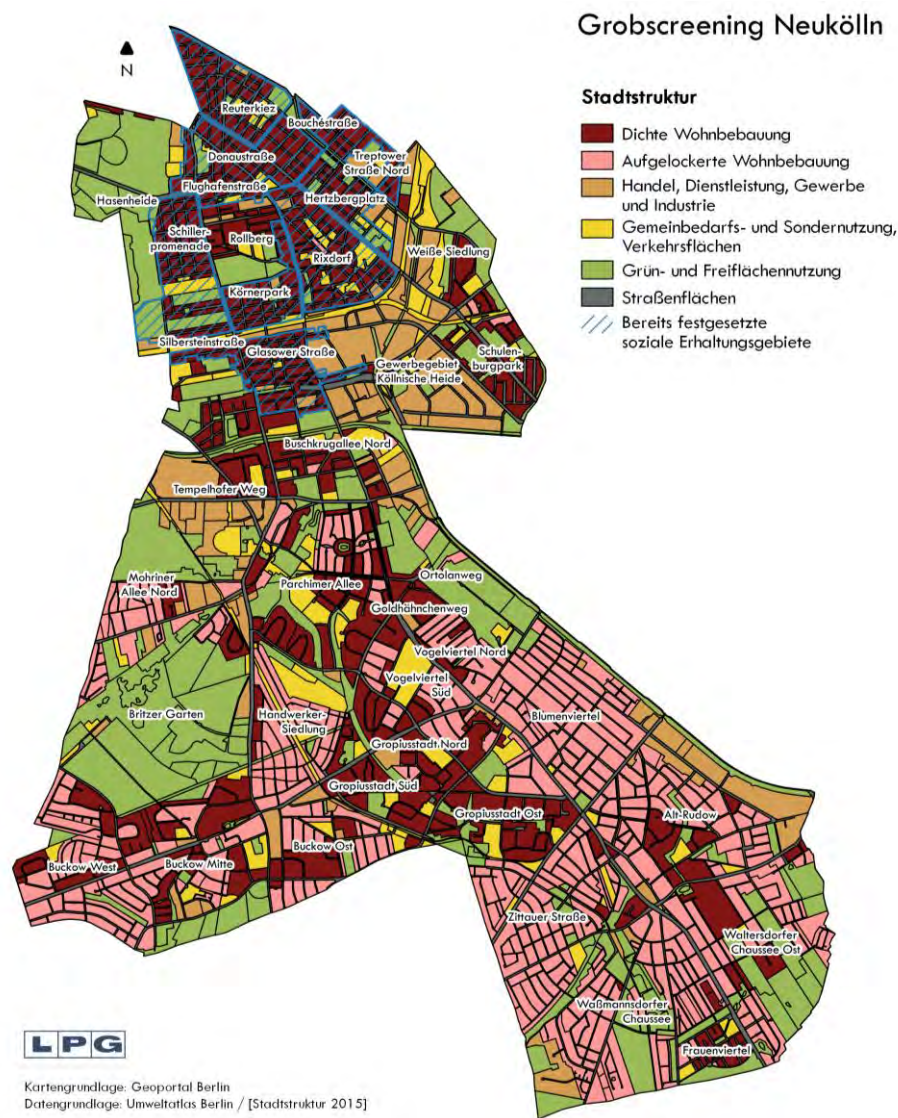 Grobscreening Neukölln
N
Stadtstruktur
Dichte Wohnbebauung
Aufgelockerte Wohnbebauung
Handel, Dienstleistung, Gewerbe
und Industrie
Gemeinbedarfs- und Sondernutzung,
Verkehrsflächen
Grün- und Freiflächennutzung
Straßenflächen
Bereits festgesetzte
soziale Erhaltungsgebiete
Reuterkiez
Bouchéstraße
Donaustraße
Treptower
Straße Nord
Flughafenstraße
Hasenheide
Hertzbergplatz
Schiller-
promenade
Rollberg
Rixdorf
Weiße Siedlung
Körnerpark
Silbersteinstraße
Glasower Straße
Gewerbegebiet
Köllnische Heide
Schulen-
burgpark
Buschkrugallee Nord
Tempelhofer Weg
Mohriner
Allee Nord
Parchimer Allee
Ortolanweg
Goldhähnchenweg
Vogelviertel Nord
Vogelviertel
Süd
Britzer Garten
Handwerker-
Siedlung
Blumenviertel
Gropiusstadt Nord
Gropiusstadt Süd
Gropiusstadt Ost
Alt-Rudow
Buckow West
Buckow Mitte
Buckow Ost
Zittauer Straße
Waltersdorfer
Chaussee Ost
Waßmannsdorfer
Chaussee
Frauenviertel
LPG
Kartengrundlage: Geoportal Berlin
Datengrundlage: Umweltatlas Berlin / [Stadtstruktur 2015]